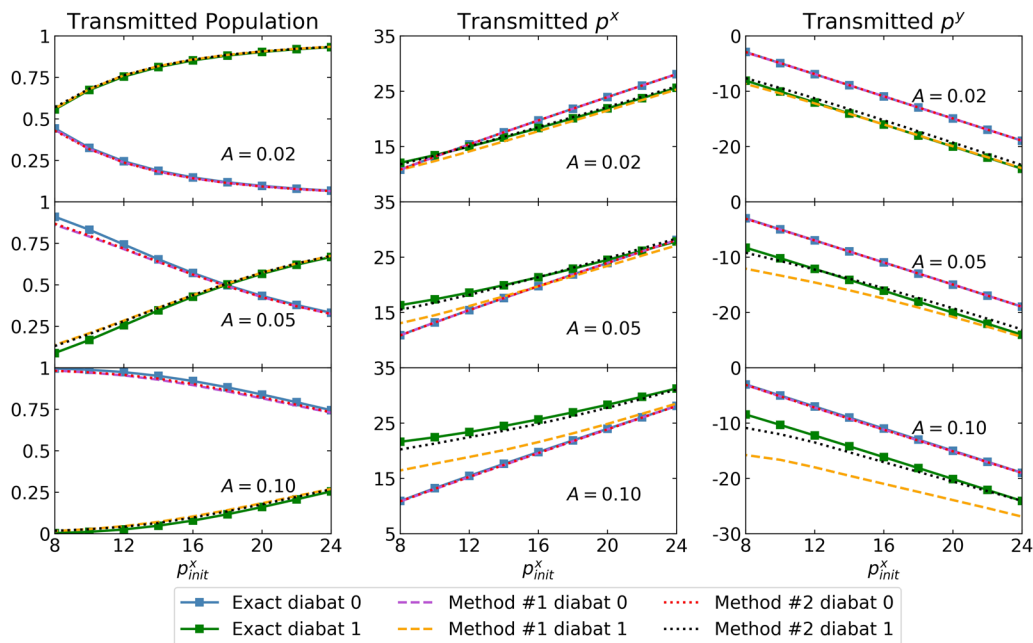 Transmitted Population
Transmitted p^x
Transmitted p^y
1
0.75
0.5
0.25
A = 0.02
35
25
15
A = 0.02
0
-10
-20
A = 0.02
1
0.75
0.5
0.25
A = 0.05
35
25
15
A = 0.05
0
-10
-20
A = 0.05
1
0.75
0.5
0.25
0
A = 0.10
35
25
15
5
A = 0.10
0
-10
-20
-30
A = 0.10
8 12 16 20 24
8 12 16 20 24
8 12 16 20 24
p^x_init
p^x_init
p^x_init
Exact diabat 0
Method #1 diabat 0
Method #2 diabat 0
Exact diabat 1
Method #1 diabat 1
Method #2 diabat 1